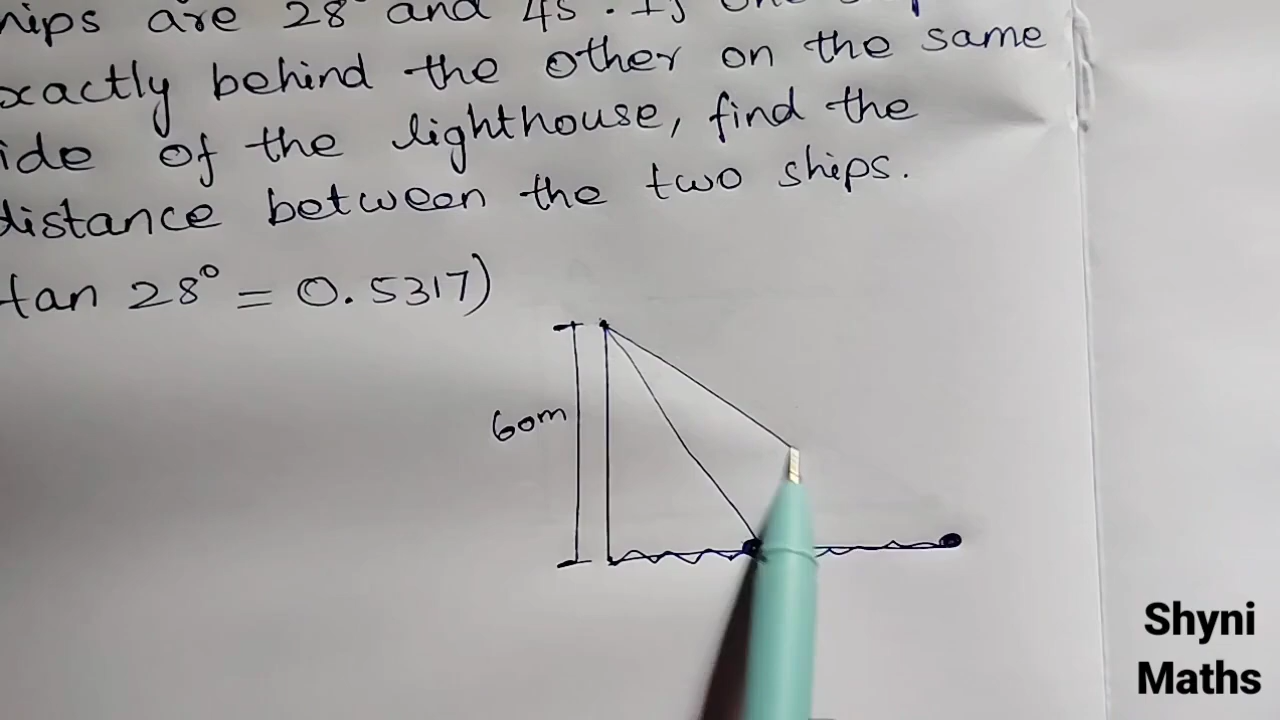 are 28° and 45°. If one
exactly behind the other on the same
side of the lighthouse, find the
distance between the two ships.
tan 28° = 0.5317)
60m
Shyni
Maths